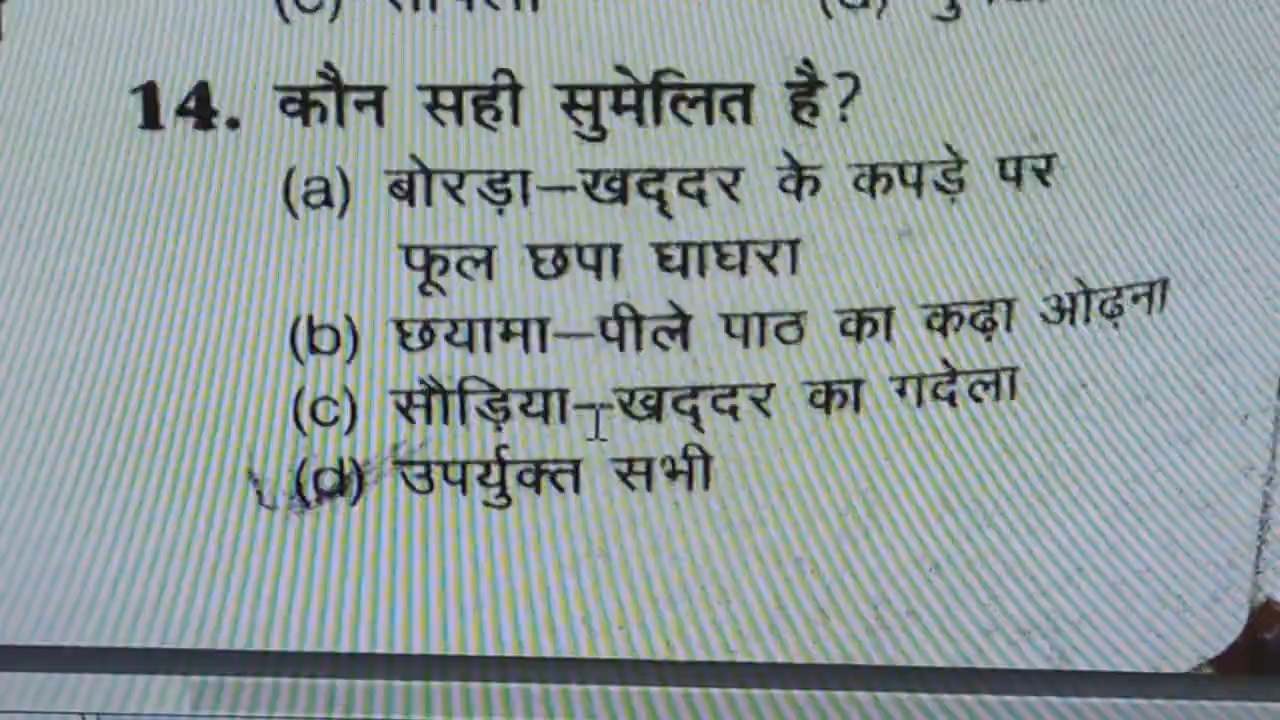 14. कौन सही सुमेलित है?
(a) बोरड़ा–खद्दर के कपड़े पर
फूल छपा घाघरा
(b) छयामा–पीले पाठ का कढ़ा ओढ़ना
(c) सौड़िया–खद्दर का गदेला
(d) उपर्युक्त सभी